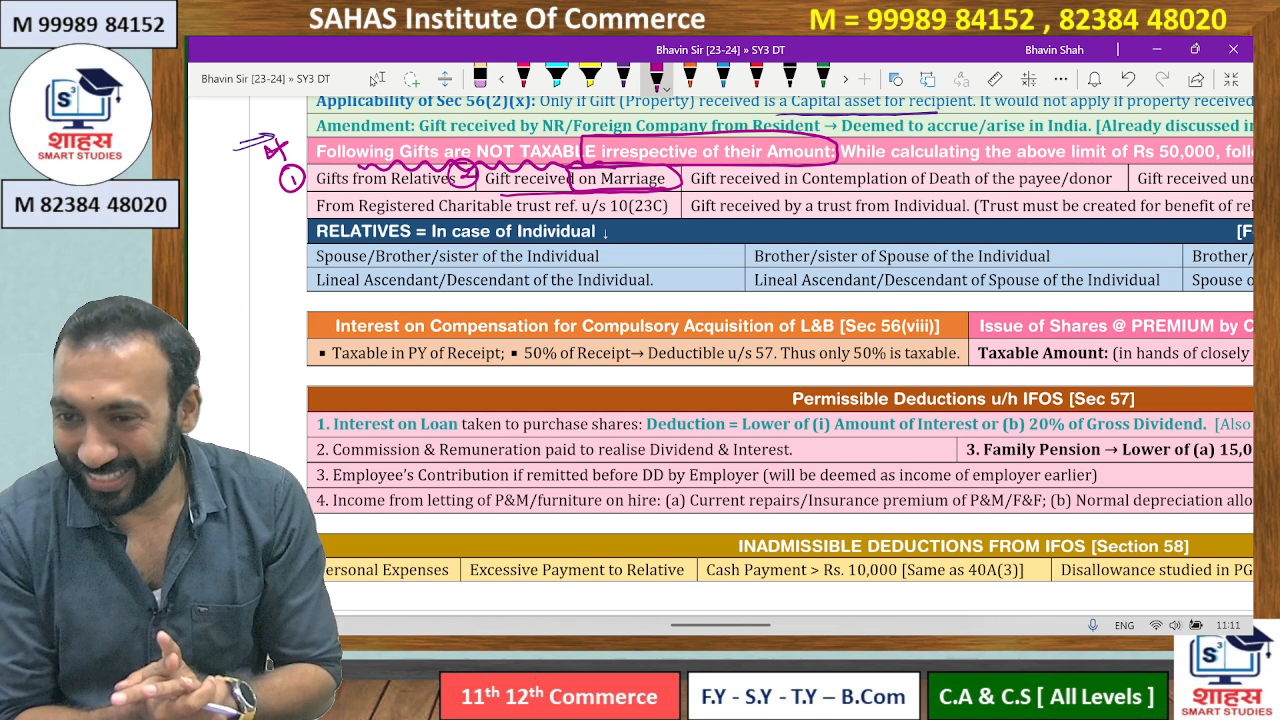 M 99989 84152
SAHAS Institute Of Commerce
M = 99989 84152 , 82384 48020
S³
शाहस
SMART STUDIES
M 82384 48020
Bhavin Sir [23-24] » SY3 DT
Bhavin Shah
Bhavin Sir [23-24] » SY3 DT
Applicability of Sec 56(2)(x): Only if Gift (Property) received is a Capital asset for recipient. It would not apply if property received
Amendment: Gift received by NR/Foreign Company from Resident → Deemed to accrue/arise in India. [Already discussed in
Following Gifts are NOT TAXABLE irrespective of their Amount: While calculating the above limit of Rs 50,000, foll
1
Gifts from Relatives
2
Gift received on Marriage
Gift received in Contemplation of Death of the payee/donor
Gift received un
From Registered Charitable trust ref. u/s 10(23C)
Gift received by a trust from Individual. (Trust must be created for benefit of rel
RELATIVES = In case of Individual ↓
[F
Spouse/Brother/sister of the Individual
Brother/sister of Spouse of the Individual
Brother/
Lineal Ascendant/Descendant of the Individual.
Lineal Ascendant/Descendant of Spouse of the Individual
Spouse o
Interest on Compensation for Compulsory Acquisition of L&B [Sec 56(viii)]
Issue of Shares @ PREMIUM by C
▪ Taxable in PY of Receipt; ▪ 50% of Receipt→ Deductible u/s 57. Thus only 50% is taxable.
Taxable Amount: (in hands of closely
Permissible Deductions u/h IFOS [Sec 57]
1. Interest on Loan taken to purchase shares: Deduction = Lower of (i) Amount of Interest or (b) 20% of Gross Dividend. [Also
2. Commission & Remuneration paid to realise Dividend & Interest.
3. Family Pension → Lower of (a) 15,0
3. Employee's Contribution if remitted before DD by Employer (will be deemed as income of employer earlier)
4. Income from letting of P&M/furniture on hire: (a) Current repairs/Insurance premium of P&M/F&F; (b) Normal depreciation allo
INADMISSIBLE DEDUCTIONS FROM IFOS [Section 58]
ersonal Expenses
Excessive Payment to Relative
Cash Payment > Rs. 10,000 [Same as 40A(3)]
Disallowance studied in PG
ENG
11:11
S³
शाहस
SMART STUDIES
11th 12th Commerce
F.Y - S.Y - T.Y – B.Com
C.A & C.S [ All Levels ]